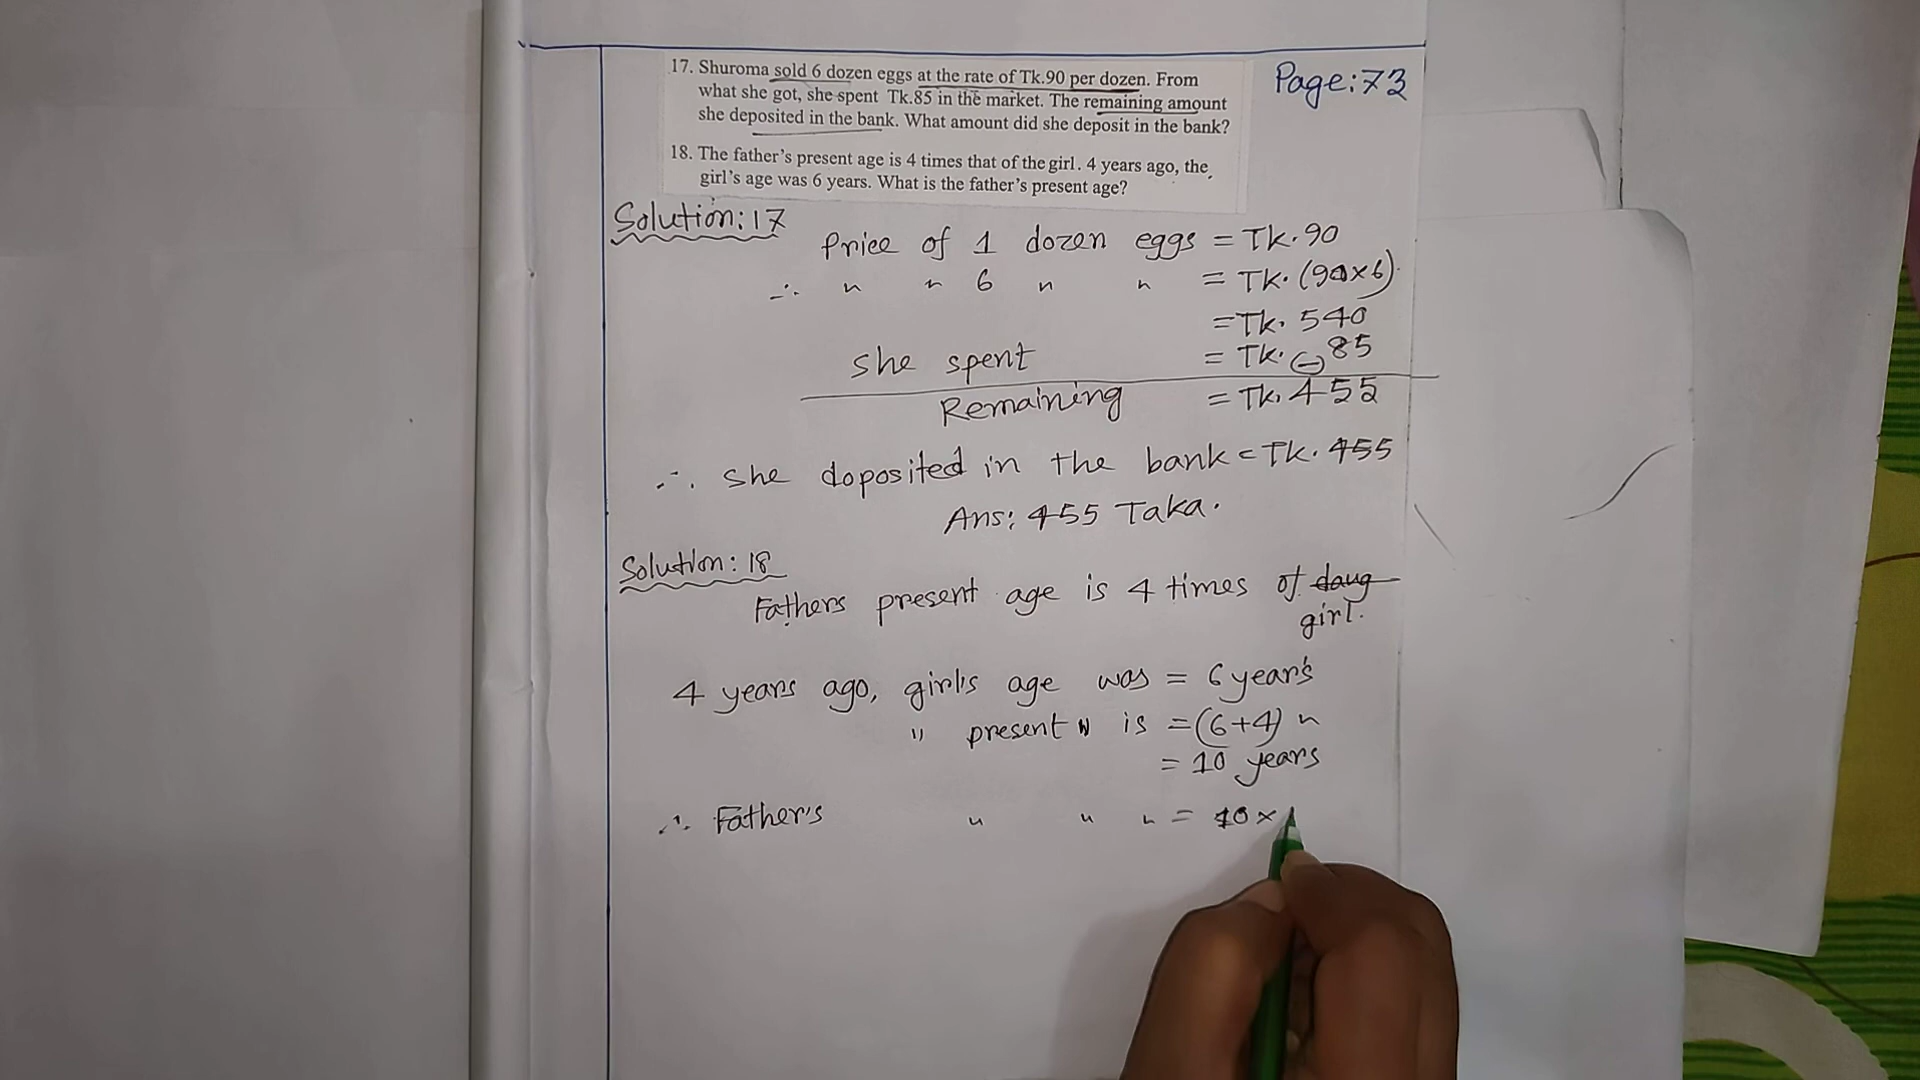 17. Shuroma sold 6 dozen eggs at the rate of Tk.90 per dozen. From
what she got, she spent Tk.85 in the market. The remaining amount
she deposited in the bank. What amount did she deposit in the bank?
Page:73
18. The father's present age is 4 times that of the girl. 4 years ago, the
girl's age was 6 years. What is the father's present age?
Solution:17
Price of 1 dozen eggs = Tk.90
∴ " " 6 " " = Tk. (90×6)
= Tk. 540
She spent = Tk. (-) 85
Remaining = Tk. 455
∴ She doposited in the bank = Tk. 455
Ans: 455 Taka.
Solution: 18
Fathers present age is 4 times of daug
girl.
4 years ago, girl's age was = 6 year's
" present " is = (6+4) "
= 10 years
∴ Father's " " " = 10 ×